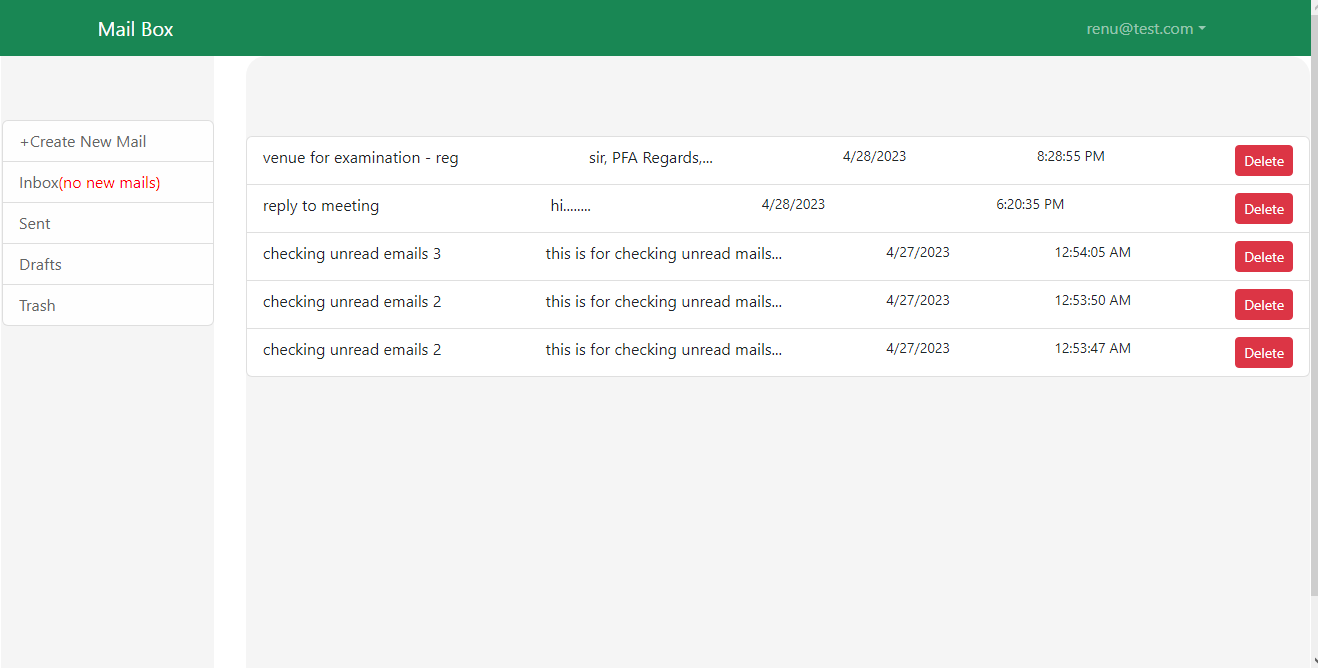 Mail Box renu@test.com
+Create New Mail
Inbox(no new mails)
Sent
Drafts
Trash
venue for examination - reg sir, PFA Regards,... 4/28/2023 8:28:55 PM Delete
reply to meeting hi........ 4/28/2023 6:20:35 PM Delete
checking unread emails 3 this is for checking unread mails... 4/27/2023 12:54:05 AM Delete
checking unread emails 2 this is for checking unread mails... 4/27/2023 12:53:50 AM Delete
checking unread emails 2 this is for checking unread mails... 4/27/2023 12:53:47 AM Delete